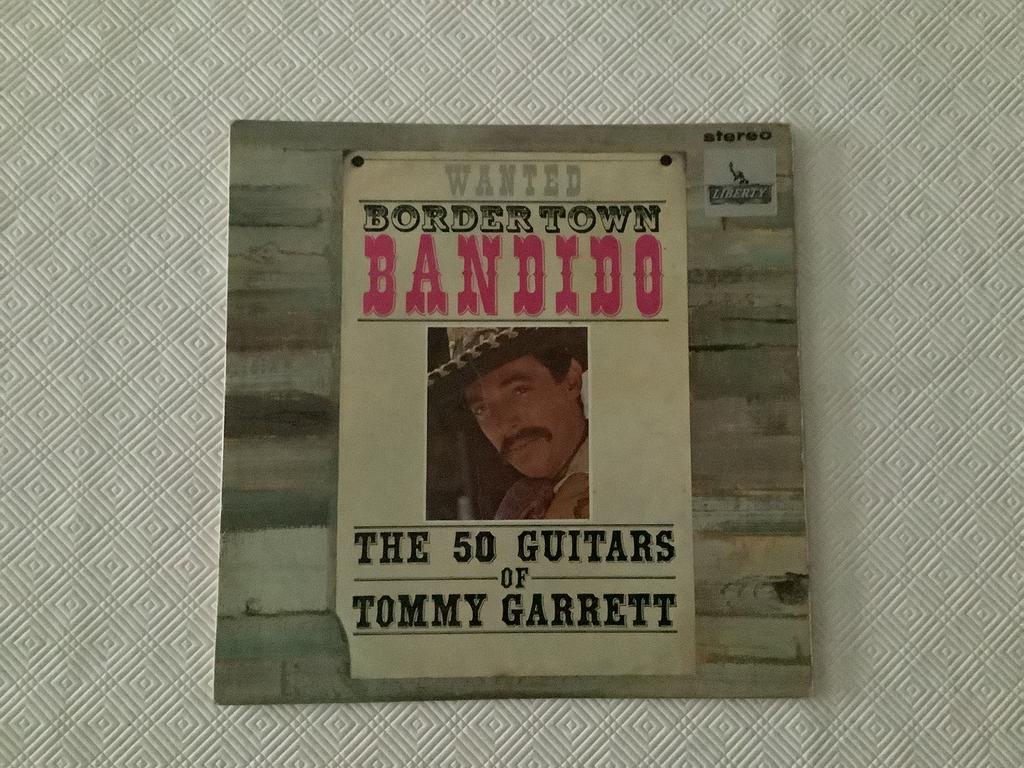 stereo
LIBERTY
WANTED
BORDER TOWN
BANDIDO
THE 50 GUITARS
OF
TOMMY GARRETT